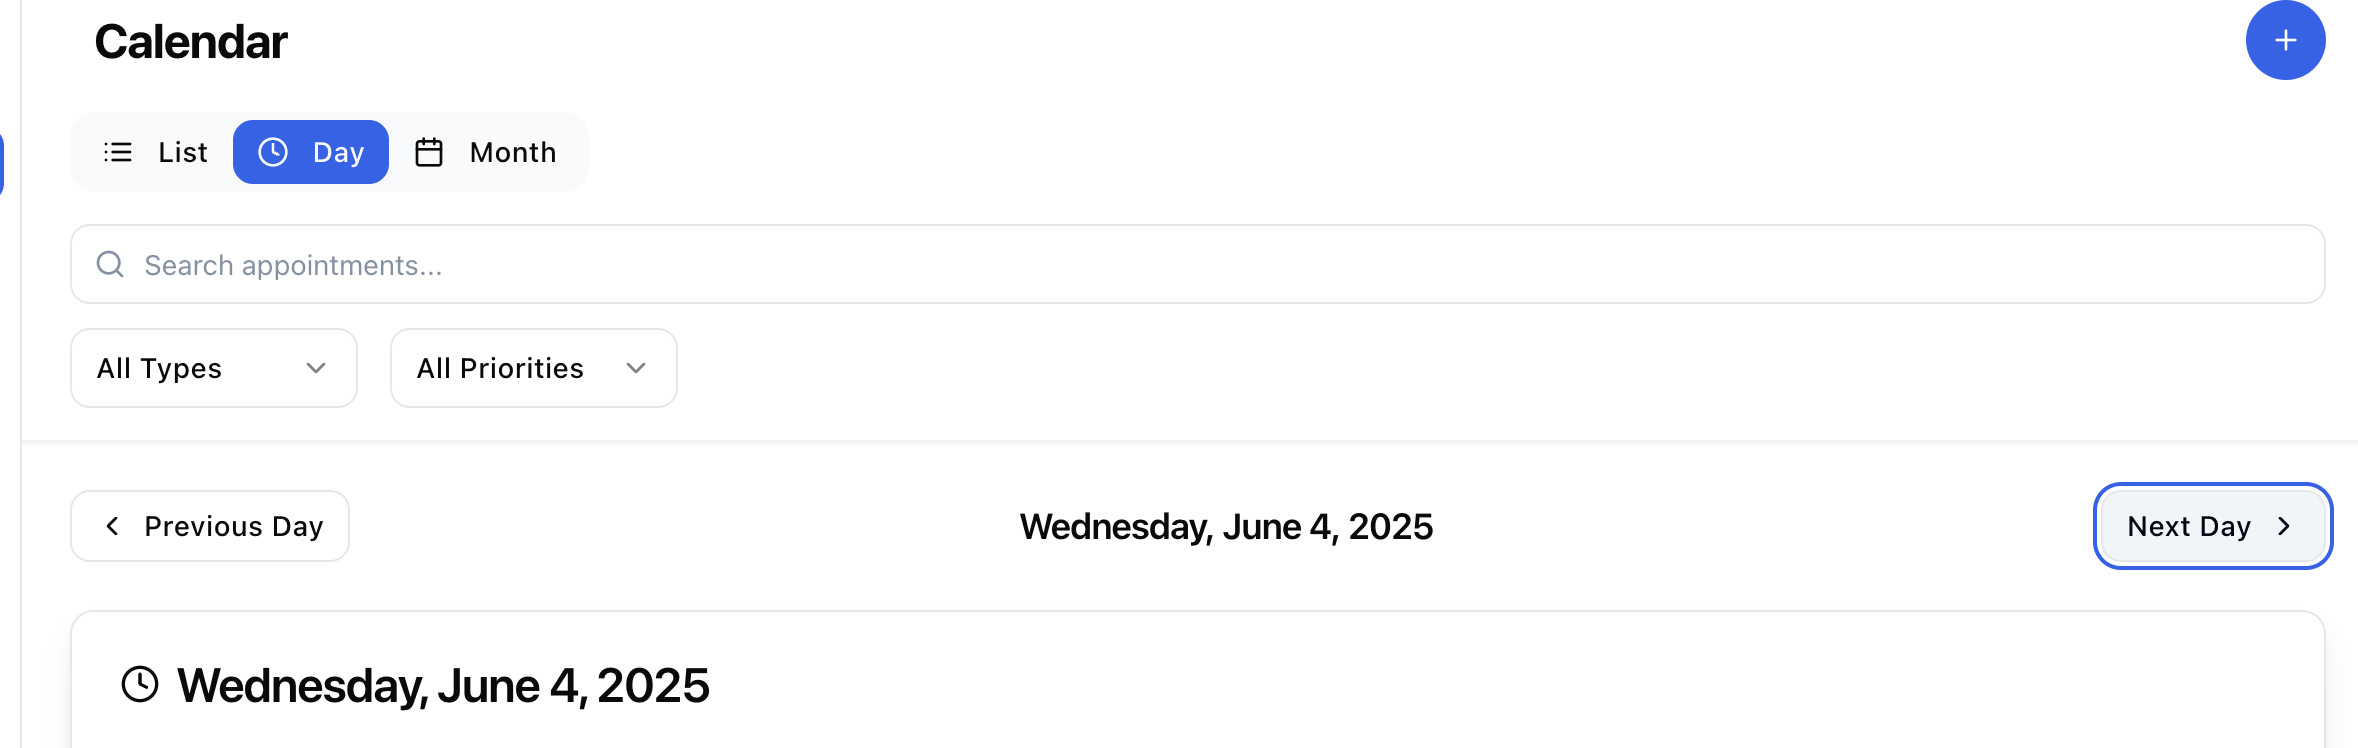 Calendar
List Day Month
Search appointments...
All Types All Priorities
Previous Day Wednesday, June 4, 2025 Next Day
Wednesday, June 4, 2025